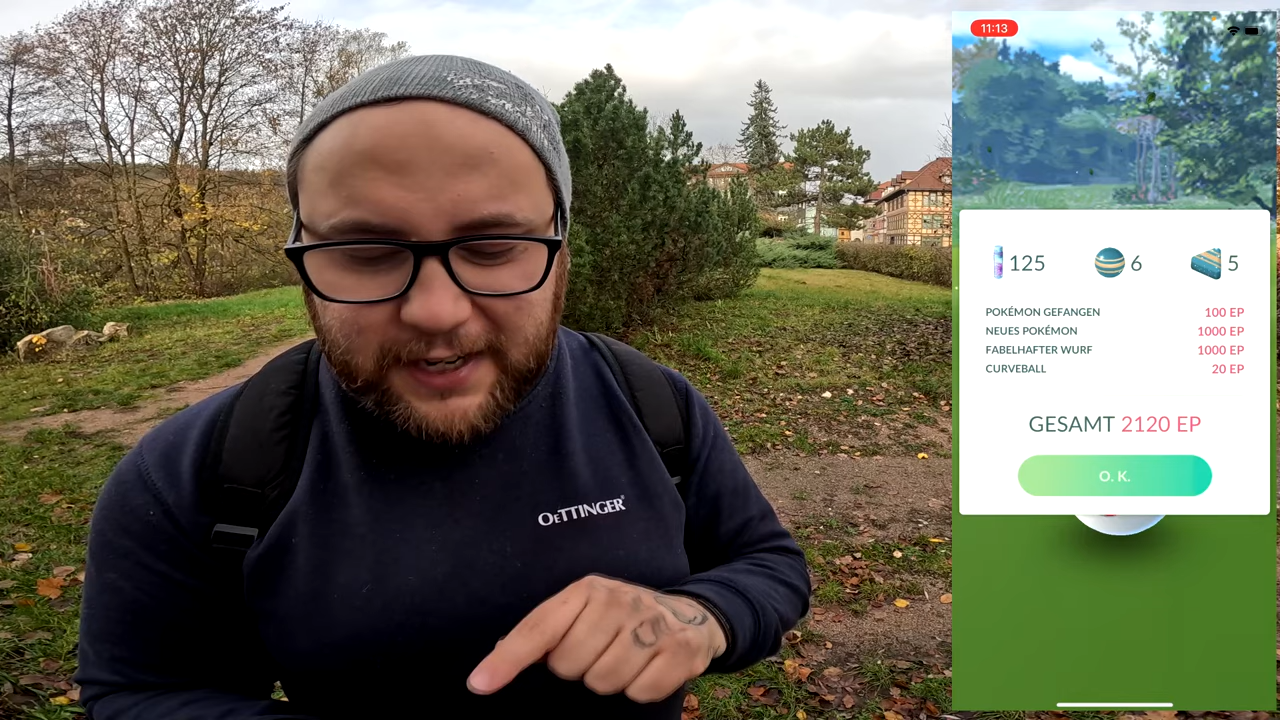 11:13
125
6
5
POKÉMON GEFANGEN 100 EP
NEUES POKÉMON 1000 EP
FABELHAFTER WURF 1000 EP
CURVEBALL 20 EP
GESAMT 2120 EP
O. K.
OeTTINGER®